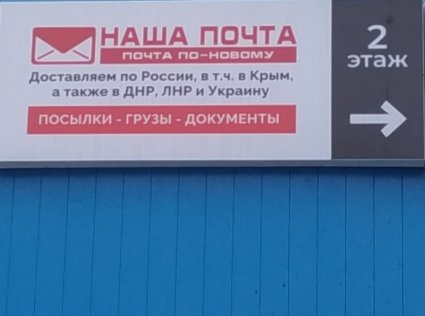 НАША ПОЧТА
ПОЧТА ПО-НОВОМУ
Доставляем по России, в т.ч. в Крым,
а также в ДНР, ЛНР и Украину
ПОСЫЛКИ - ГРУЗЫ - ДОКУМЕНТЫ
2
этаж